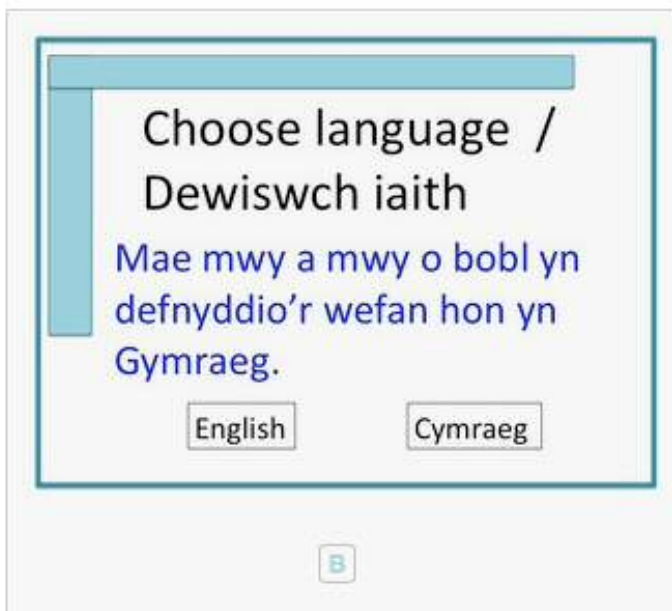 Choose language /
Dewiswch iaith
Mae mwy a mwy o bobl yn
defnyddio’r wefan hon yn
Gymraeg.
English
Cymraeg
B